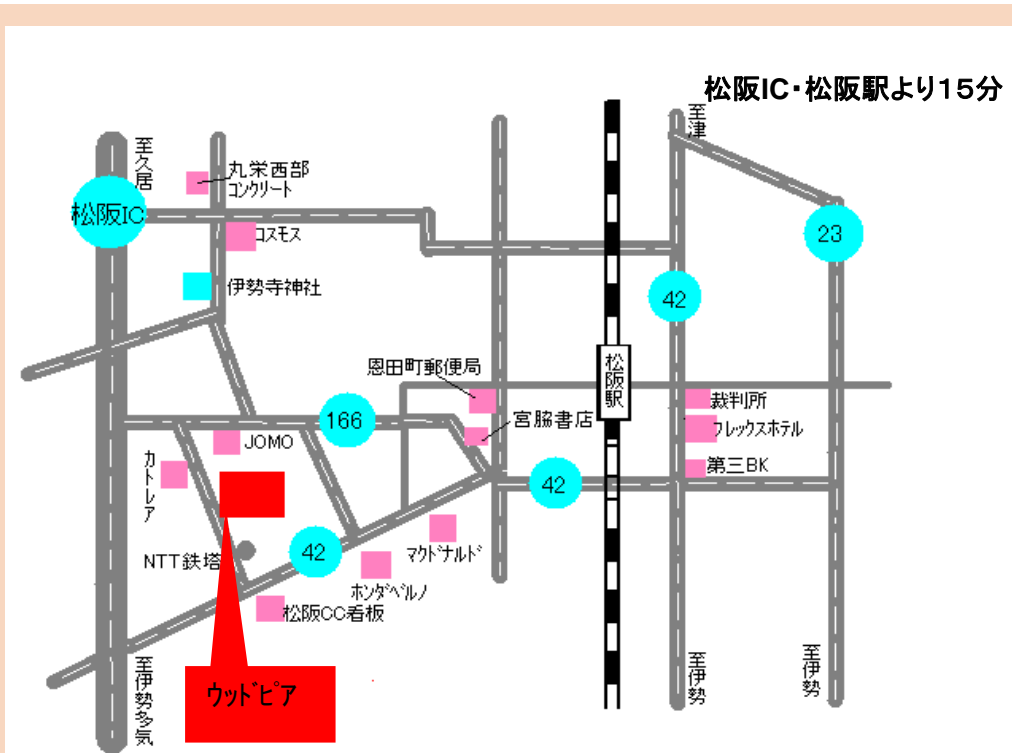 松阪IC・松阪駅より15分
至久居
至津
丸栄西部
コンクリート
松阪IC
コスモス
23
伊勢寺神社
42
恩田町郵便局
松阪駅
裁判所
166
宮脇書店
フレックスホテル
JOMO
カトレア
第三BK
42
NTT鉄塔
42
マクドナルド
ホンダベルノ
松阪CC看板
至伊勢多気
ウッドピア
至伊勢
至伊勢